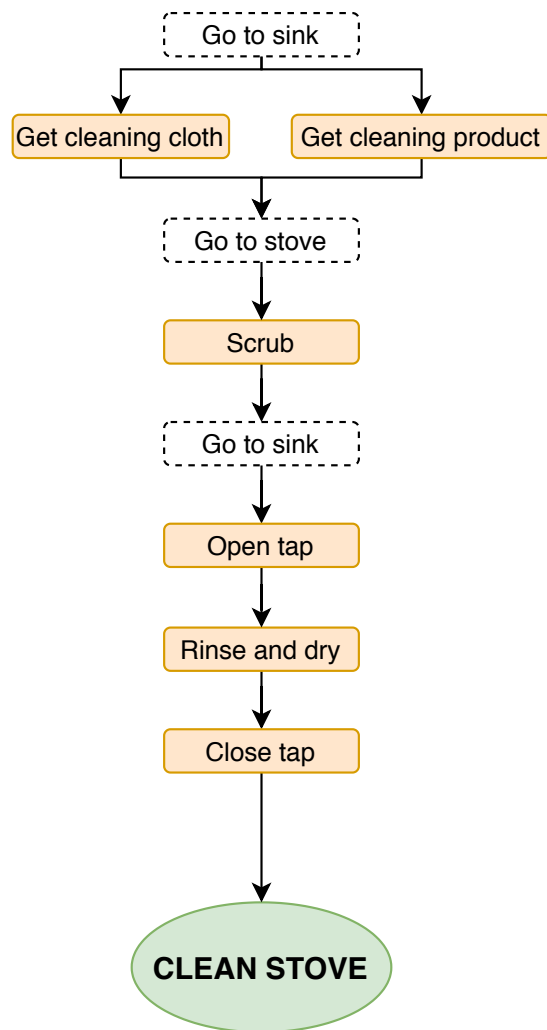 Go to sink
Get cleaning cloth
Get cleaning product
Go to stove
Scrub
Go to sink
Open tap
Rinse and dry
Close tap
CLEAN STOVE